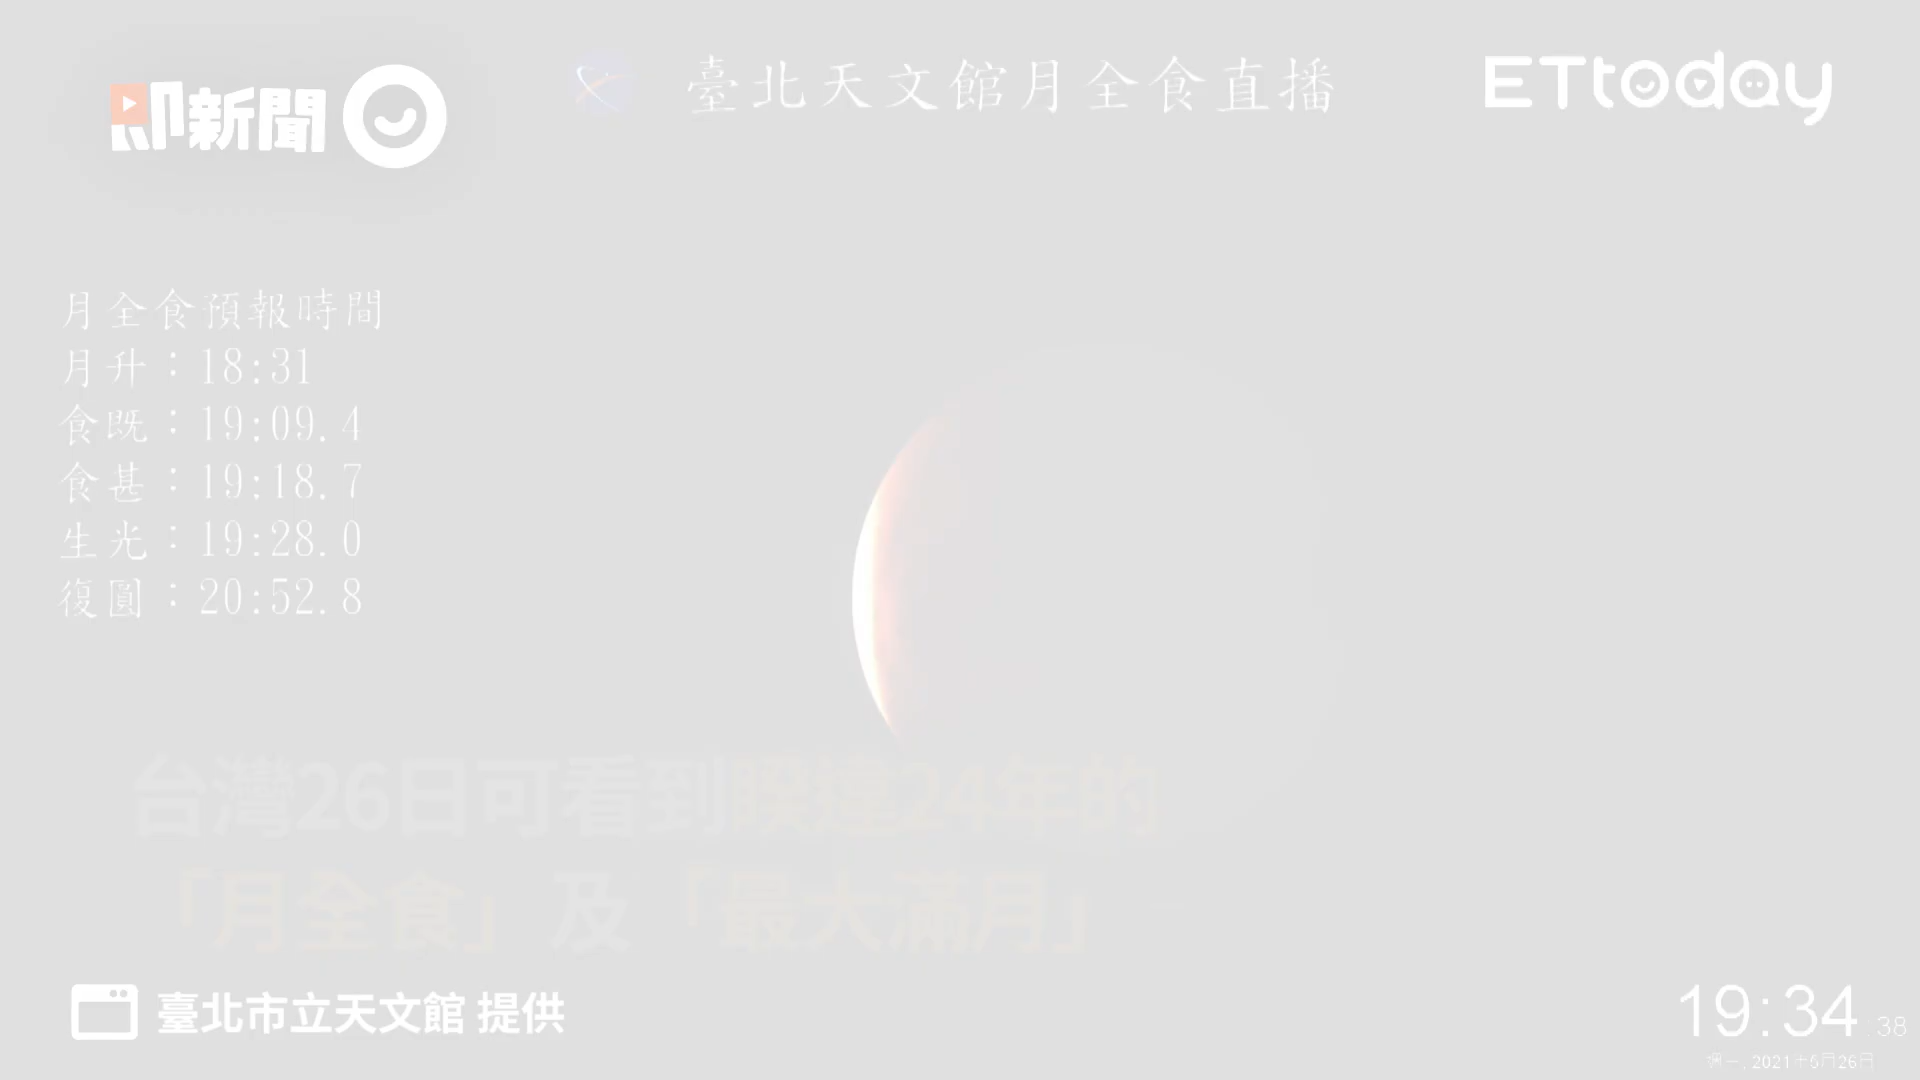 即新聞
臺北天文館月全食直播
ETtoday
月全食預報時間
月升：18:31
食既：19:09.4
食甚：19:18.7
生光：19:28.0
復圓：20:52.8
台灣26日可看到睽違24年的
「月全食」及「最大滿月」
臺北市立天文館 提供
19:34:38